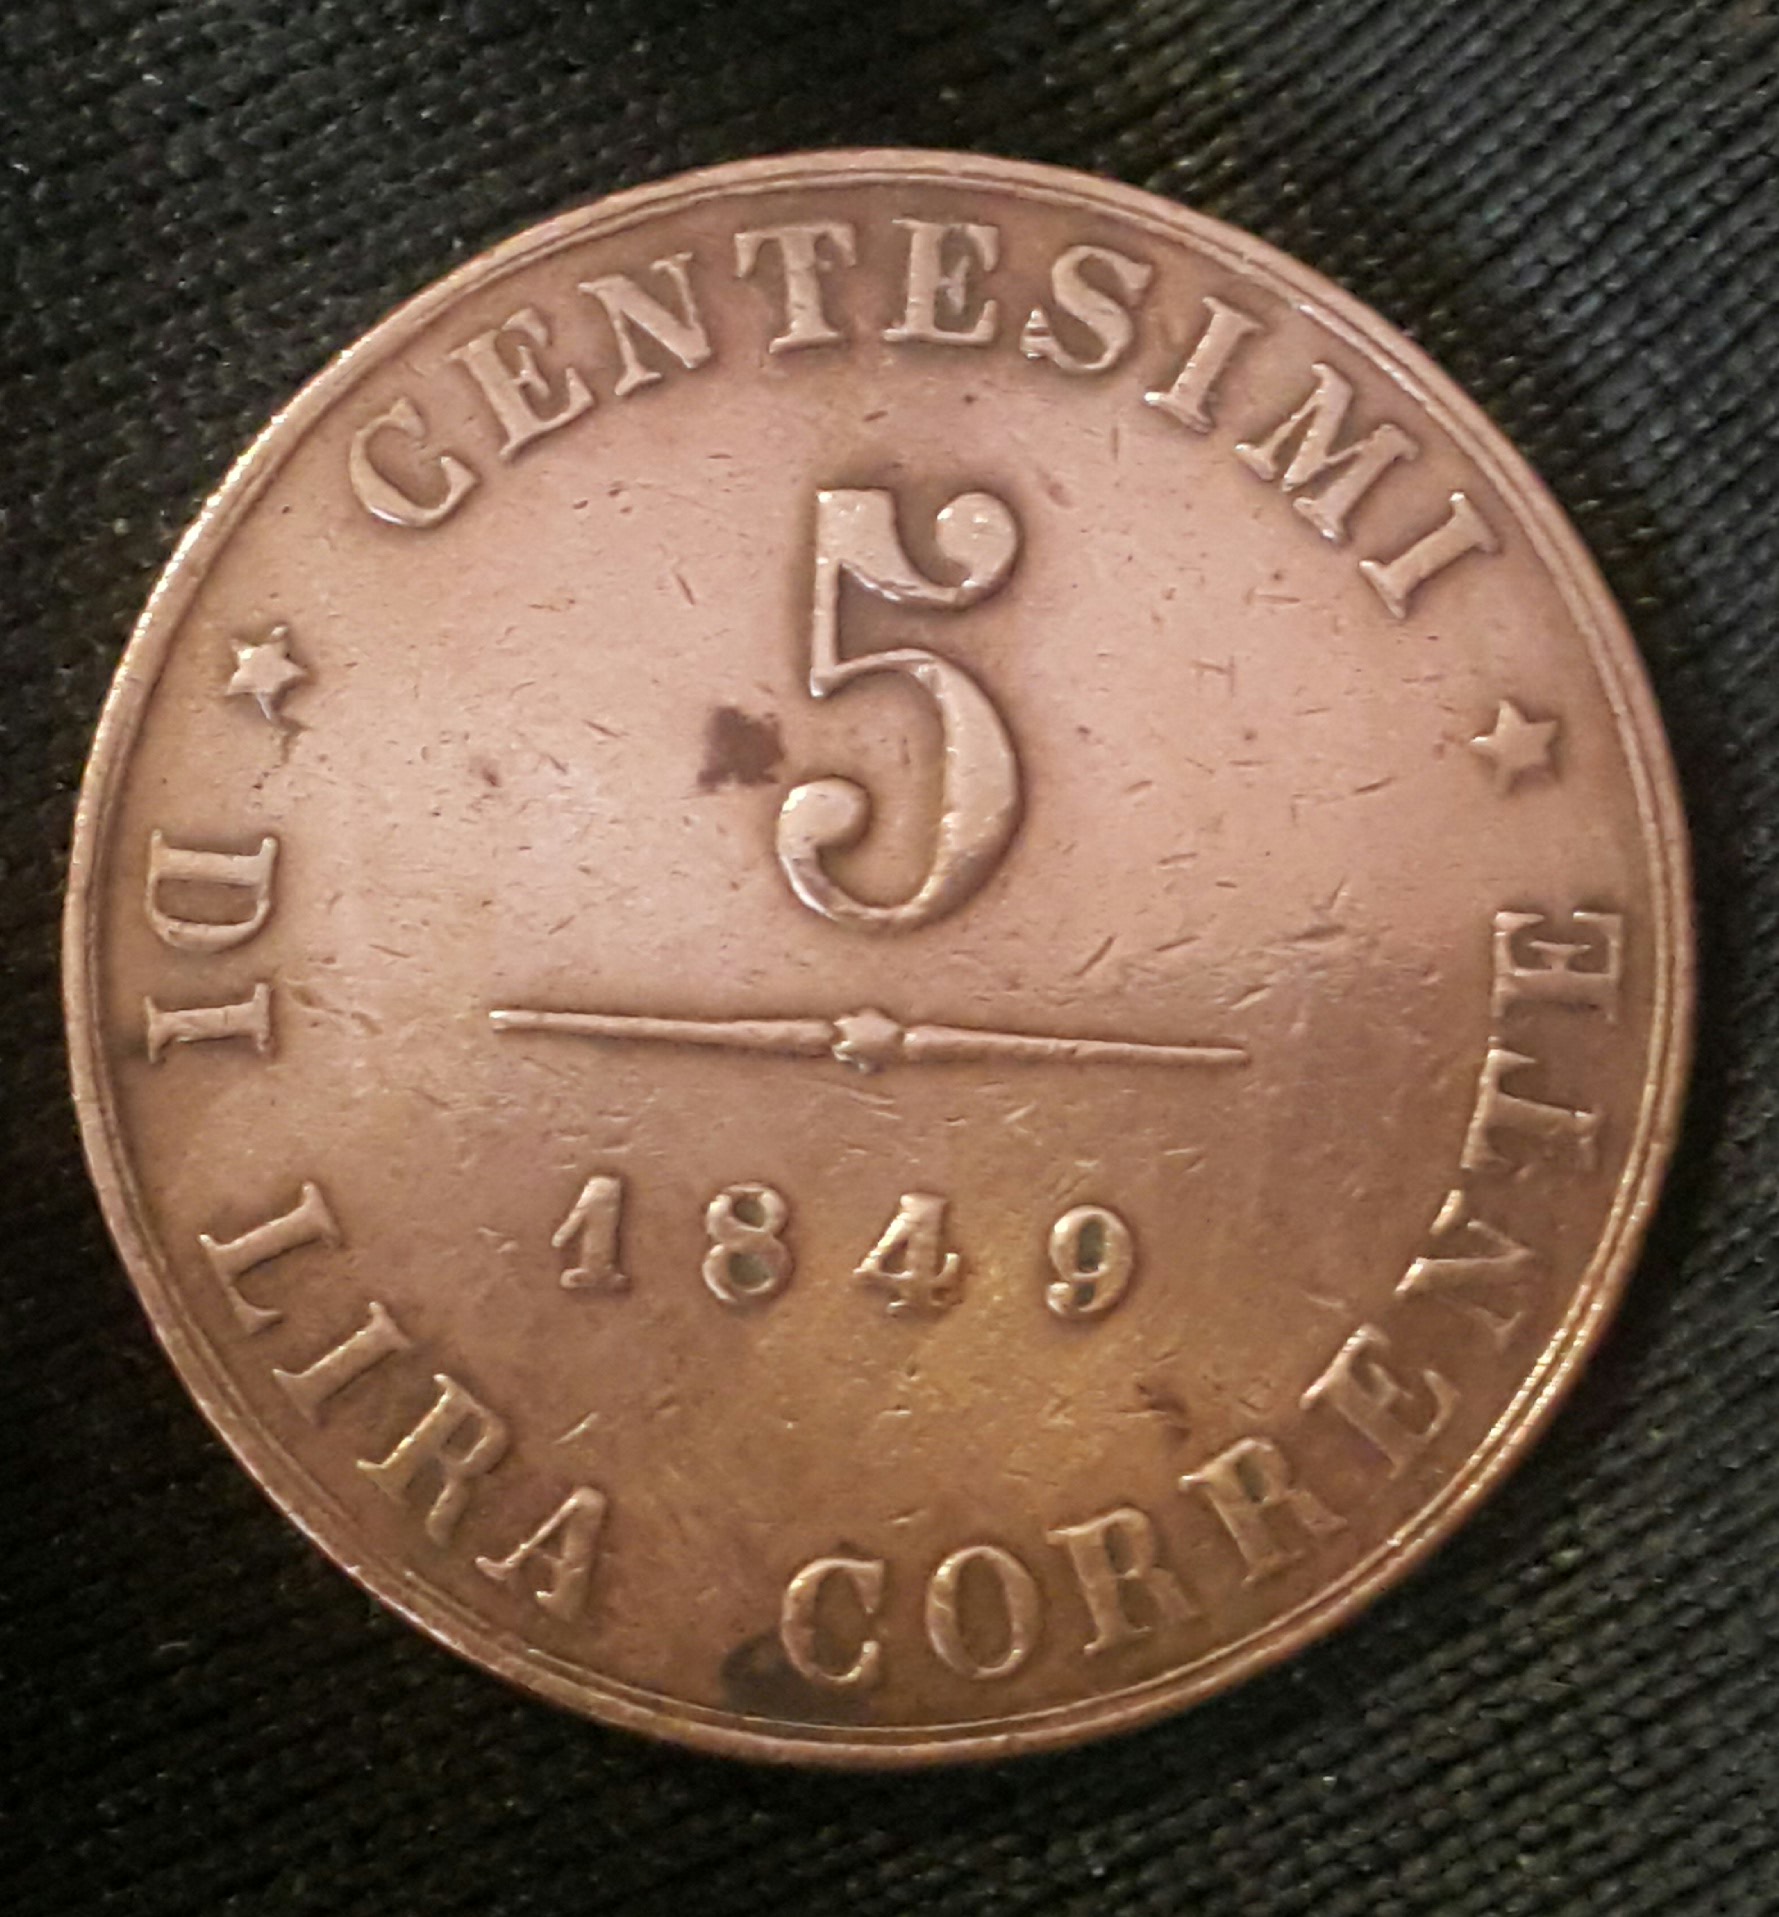 CENTESIMI
5
1849
DI LIRA CORRENTE